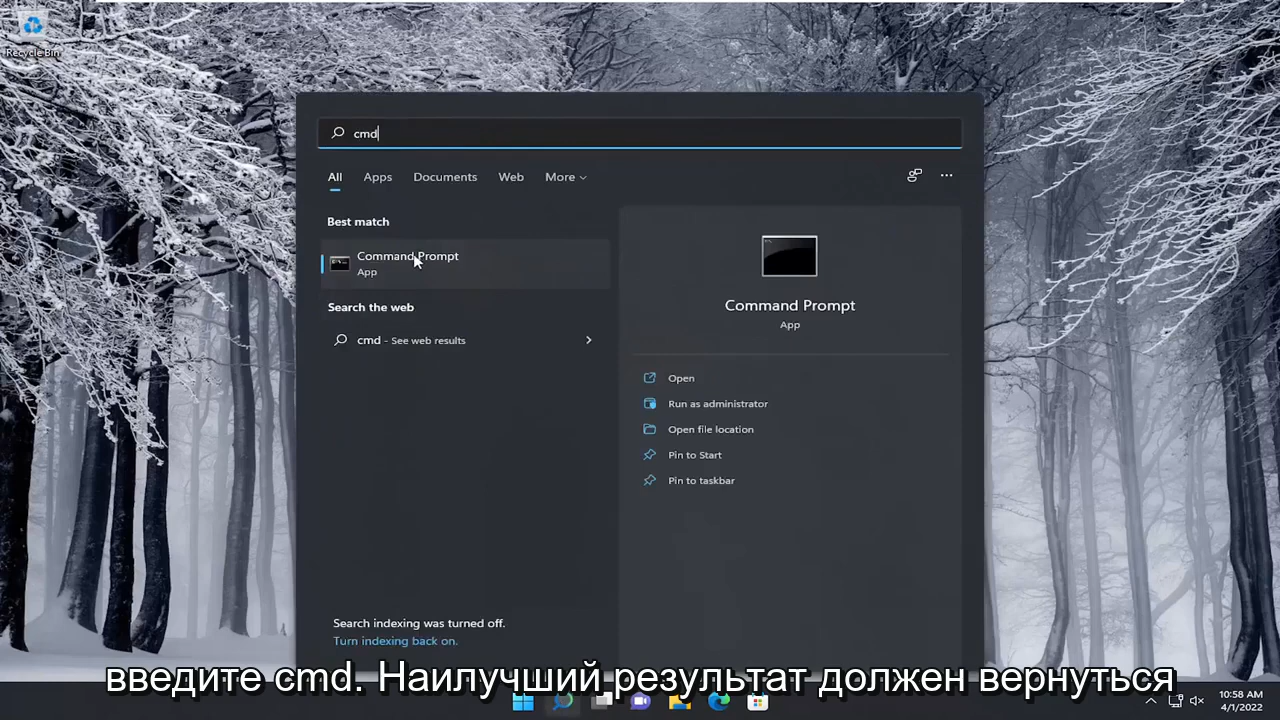 Recycle Bin
cmd
All Apps Documents Web More
Best match
Command Prompt
App
Search the web
cmd - See web results
Command Prompt
App
Open
Run as administrator
Open file location
Pin to Start
Pin to taskbar
Search indexing was turned off.
Turn indexing back on.
введите cmd. Наилучший результат должен вернуться
10:58 AM
4/1/2022